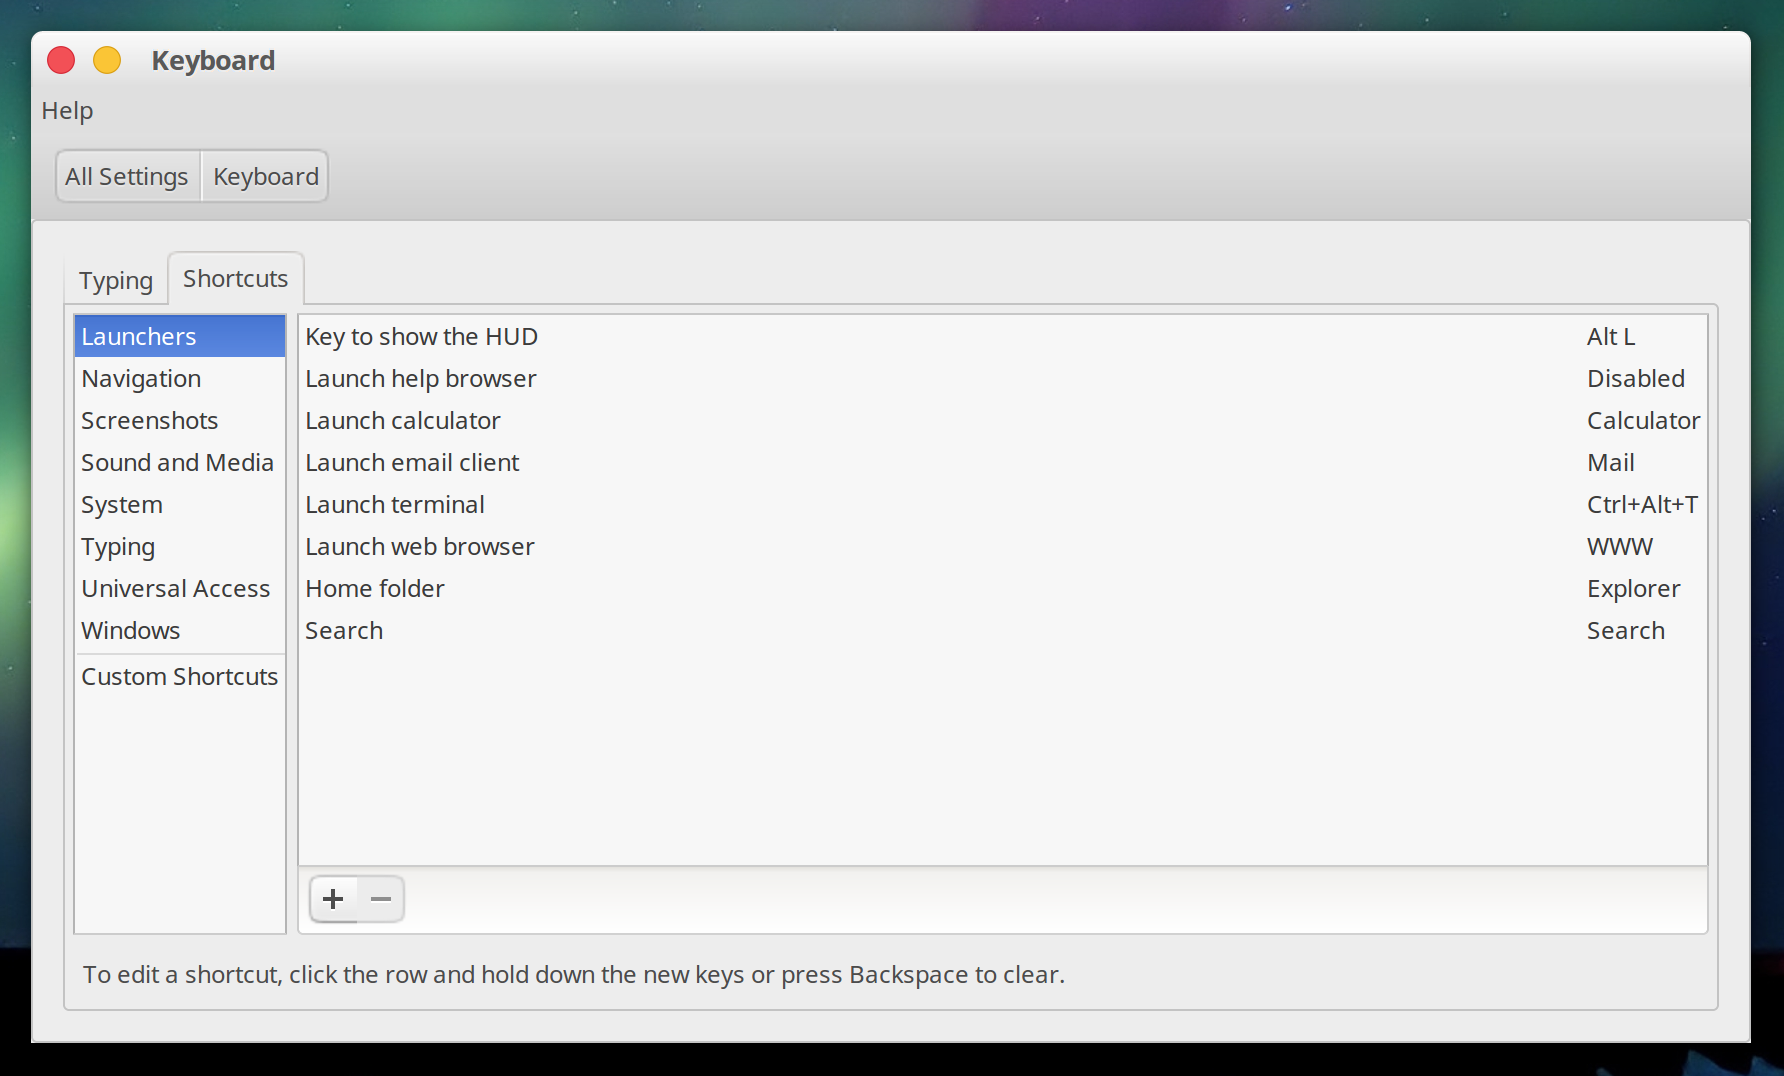 Keyboard
Help
All Settings Keyboard
Typing Shortcuts
Launchers
Navigation
Screenshots
Sound and Media
System
Typing
Universal Access
Windows
Custom Shortcuts
Key to show the HUD Alt L
Launch help browser Disabled
Launch calculator Calculator
Launch email client Mail
Launch terminal Ctrl+Alt+T
Launch web browser WWW
Home folder Explorer
Search Search
To edit a shortcut, click the row and hold down the new keys or press Backspace to clear.